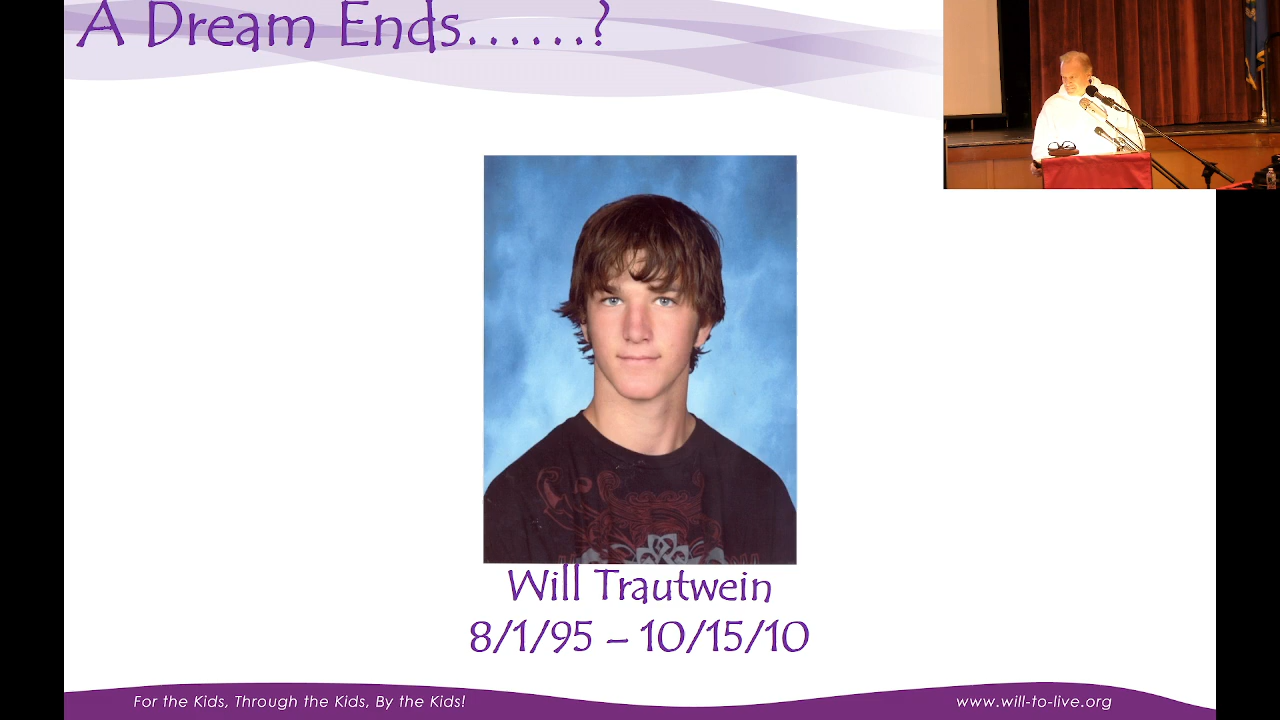 A Dream Ends......?
Will Trautwein
8/1/95 – 10/15/10
For the Kids, Through the Kids, By the Kids!
www.will-to-live.org